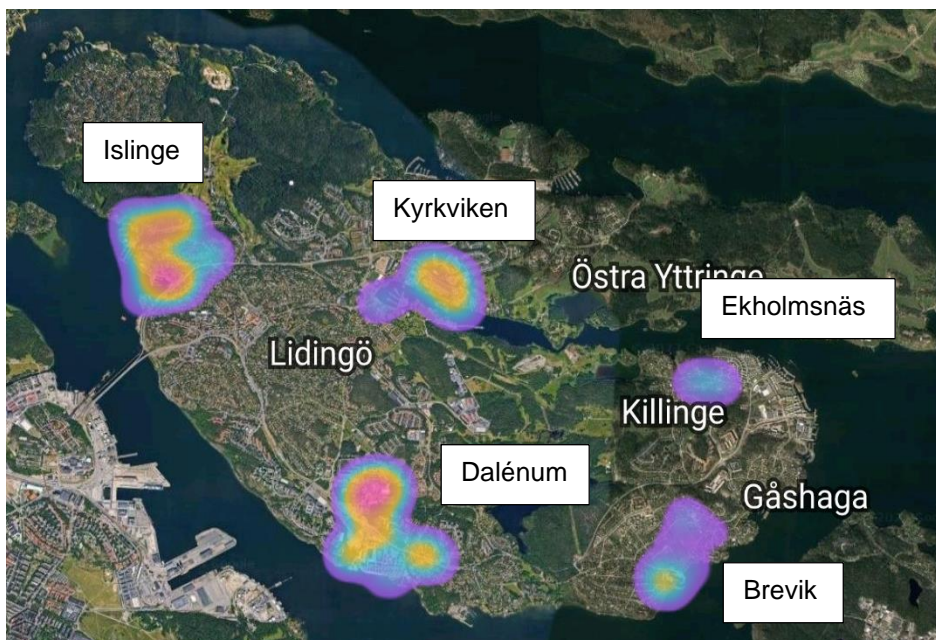 Islinge
Kyrkviken
Östra Yttringe
Ekholmsnäs
Lidingö
Killinge
Dalénum
Gåshaga
Brevik